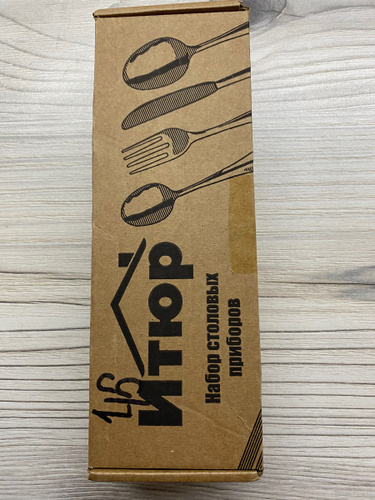 Итюр
Набор столовых
приборов